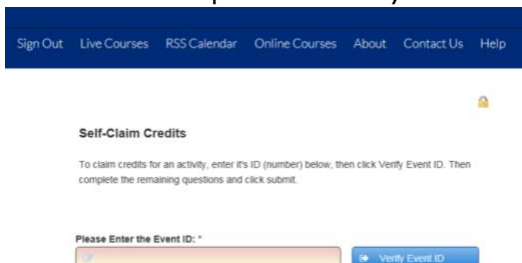 Sign Out Live Courses RSS Calendar Online Courses About Contact Us Help
Self-Claim Credits
To claim credits for an activity, enter it's ID (number) below, then click Verify Event ID. Then
complete the remaining questions and click submit.
Please Enter the Event ID: *
Verify Event ID